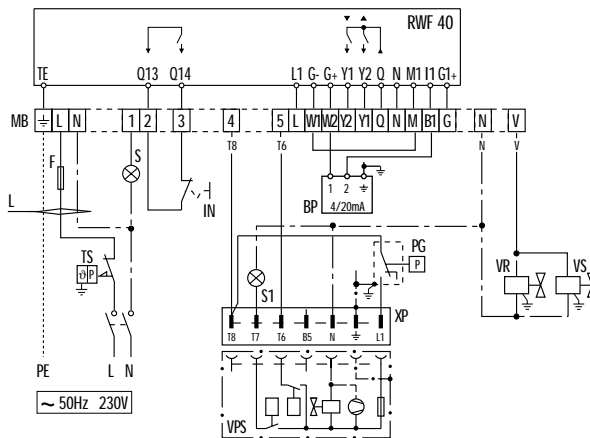 RWF 40
TE Q13 Q14 L1 G- G+ Y1 Y2 Q N M1 I1 G1+
MB L N 1 2 3 4 5 L W1 W2 Y2 Y1 Q N M B1 G N V
T8 T6 N V
F S
1 2
IN BP 4/20mA
L
TS PG
ϑ P P
VR VS
S1
XP
T8 T7 T6 B5 N L1
PE L N
VPS
~ 50Hz 230V